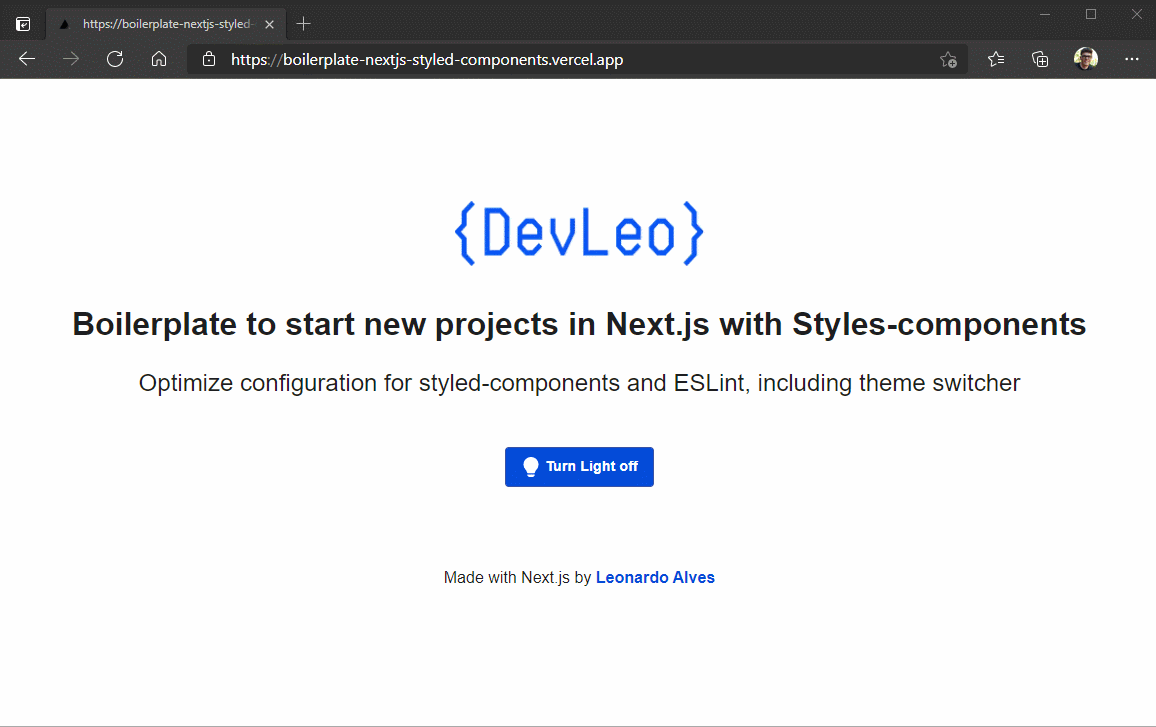 https://boilerplate-nextjs-styled-
https://boilerplate-nextjs-styled-components.vercel.app
{DevLeo}
Boilerplate to start new projects in Next.js with Styles-components
Optimize configuration for styled-components and ESLint, including theme switcher
Turn Light off
Made with Next.js by Leonardo Alves